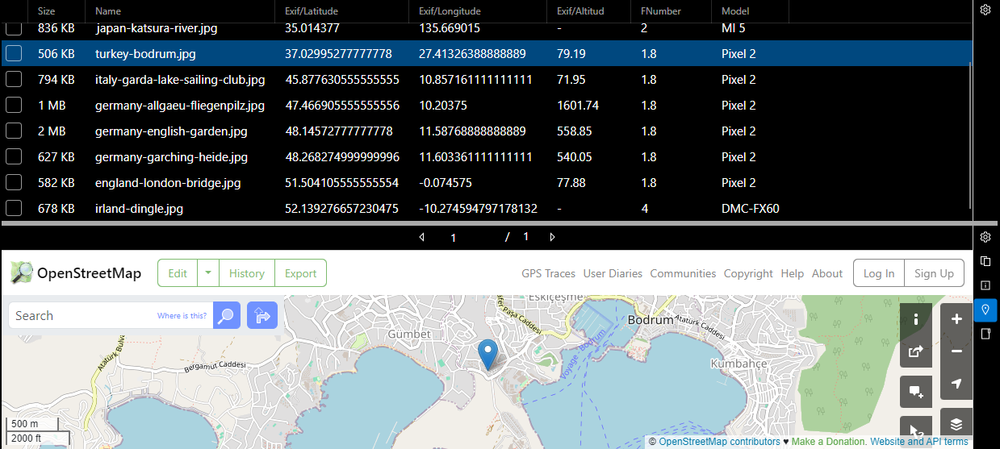 Size Name Exif/Latitude Exif/Longitude Exif/Altitud FNumber Model
836 KB japan-katsura-river.jpg 35.014377 135.669015 - 2 MI 5
506 KB turkey-bodrum.jpg 37.02995277777778 27.41326388888889 79.19 1.8 Pixel 2
794 KB italy-garda-lake-sailing-club.jpg 45.877630555555555 10.857161111111111 71.95 1.8 Pixel 2
1 MB germany-allgaeu-fliegenpilz.jpg 47.466905555555556 10.20375 1601.74 1.8 Pixel 2
2 MB germany-english-garden.jpg 48.14572777777778 11.58768888888889 558.85 1.8 Pixel 2
627 KB germany-garching-heide.jpg 48.268274999999996 11.603361111111111 540.05 1.8 Pixel 2
582 KB england-london-bridge.jpg 51.504105555555554 -0.074575 77.88 1.8 Pixel 2
678 KB irland-dingle.jpg 52.139276657230475 -10.274594797178132 - 4 DMC-FX60
1 / 1
OpenStreetMap Edit History Export GPS Traces User Diaries Communities Copyright Help About Log In Sign Up
Search Where is this?
Eskiçeşme
Paşa Caddesi
Bodrum
Atatürk Caddesi
Gümbet
Atatürk Bulva
Voyage - Bodrum
Bergamut Caddesi
Kumbahçe
500 m
2000 ft
© OpenStreetMap contributors ♥ Make a Donation. Website and API terms